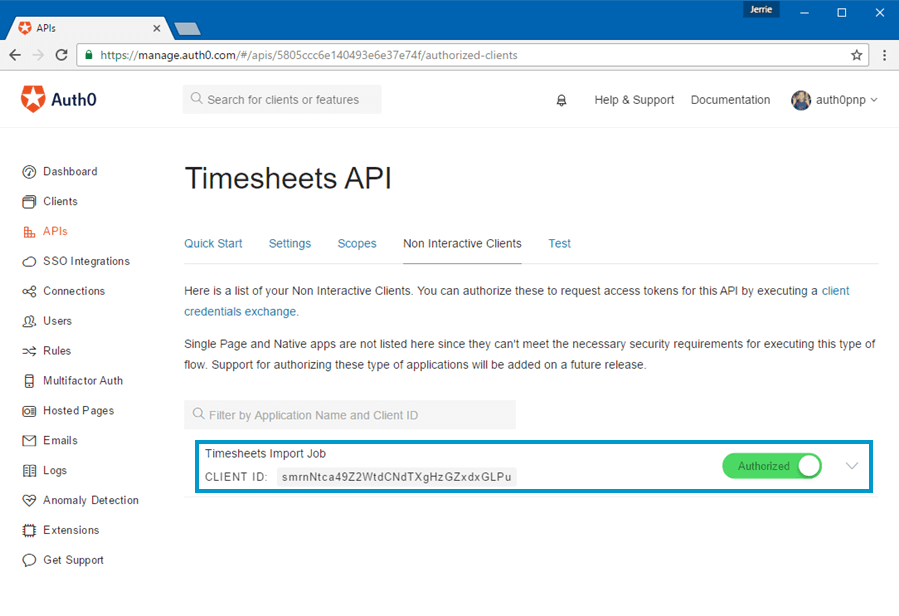 Jerrie
APIs
https://manage.auth0.com/#/apis/5805ccc6e140493e6e37e74f/authorized-clients
Auth0
Search for clients or features
Help & Support
Documentation
auth0pnp
Dashboard
Clients
APIs
SSO Integrations
Connections
Users
Rules
Multifactor Auth
Hosted Pages
Emails
Logs
Anomaly Detection
Extensions
Get Support
Timesheets API
Quick Start
Settings
Scopes
Non Interactive Clients
Test
Here is a list of your Non Interactive Clients. You can authorize these to request access tokens for this API by executing a client
credentials exchange.
Single Page and Native apps are not listed here since they can't meet the necessary security requirements for executing this type of
flow. Support for authorizing these type of applications will be added on a future release.
Filter by Application Name and Client ID
Timesheets Import Job
CLIENT ID: smrnNtca49Z2WtdCNdTXgHzGZxdxGLPu
Authorized